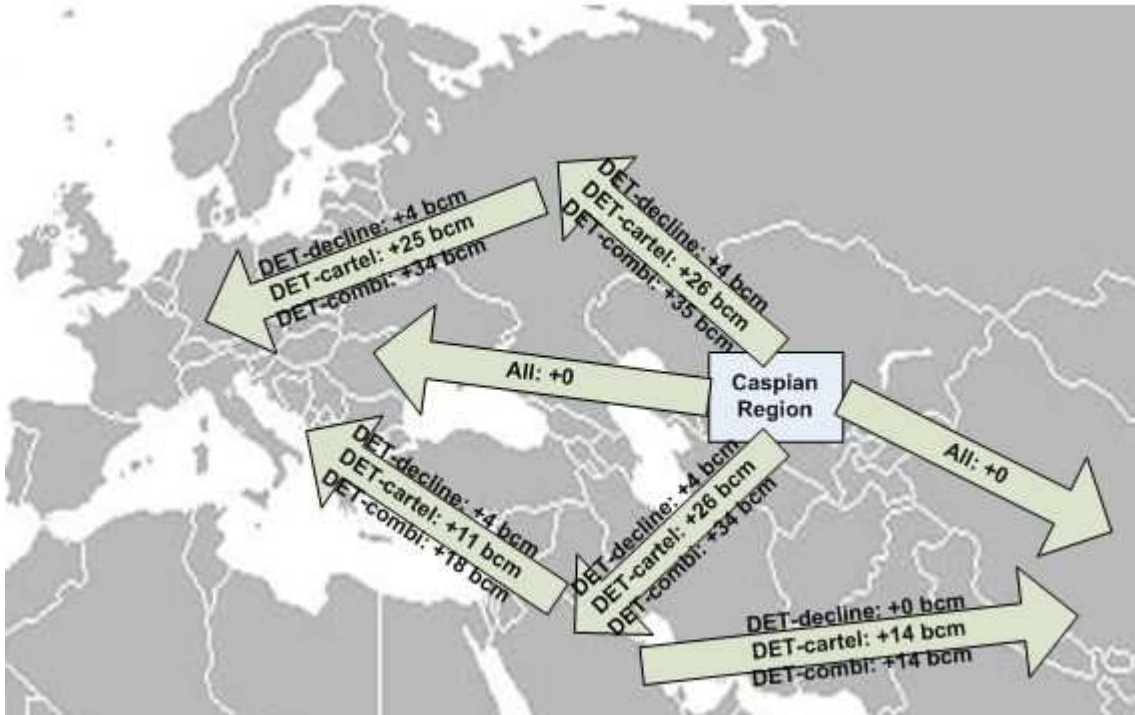 DET-decline: +4 bcm
DET-cartel: +25 bcm
DET-combi: +34 bcm
DET-decline: +4 bcm
DET-cartel: +26 bcm
DET-combi: +35 bcm
All: +0
Caspian
Region
All: +0
DET-decline: +4 bcm
DET-cartel: +11 bcm
DET-combi: +18 bcm
DET-decline: +4 bcm
DET-cartel: +26 bcm
DET-combi: +34 bcm
DET-decline: +0 bcm
DET-cartel: +14 bcm
DET-combi: +14 bcm